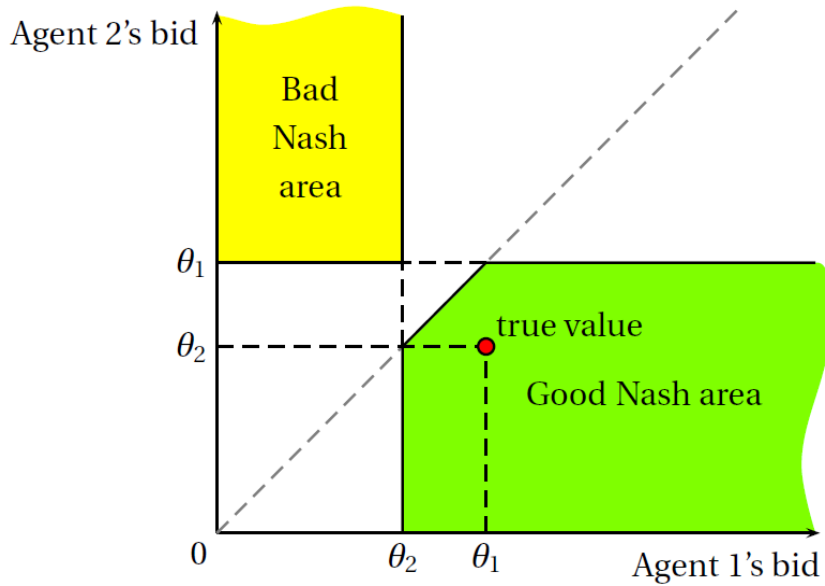 Agent 2's bid
Bad
Nash
area
θ₁
true value
θ₂
Good Nash area
0
θ₂
θ₁
Agent 1's bid